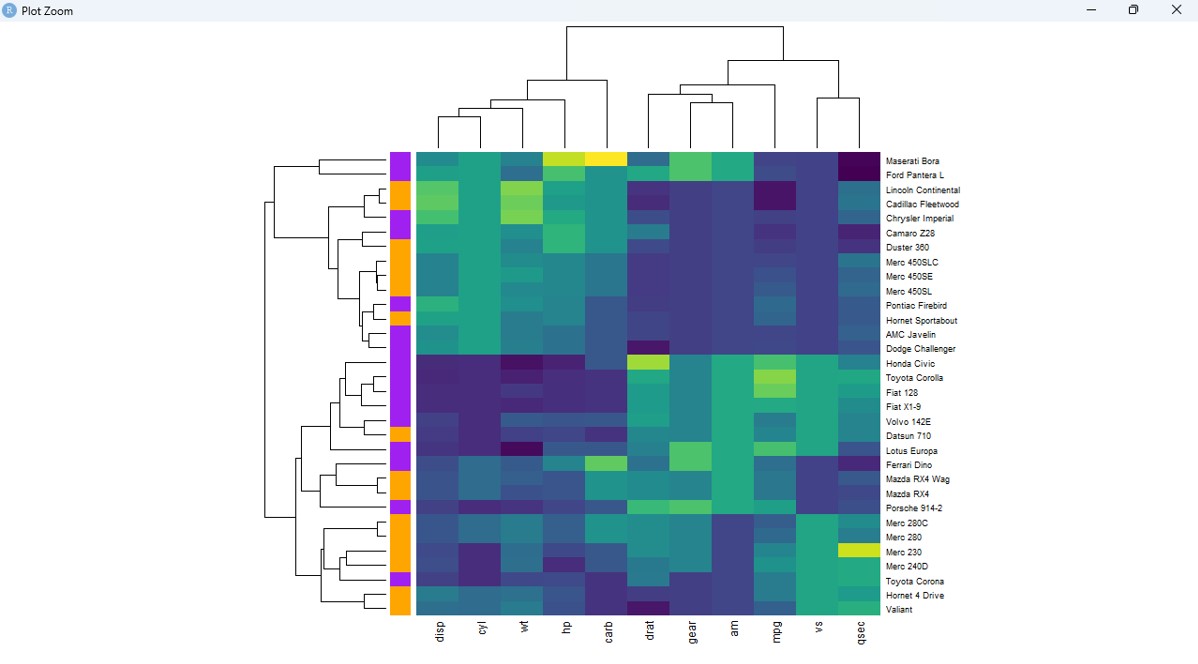 R Plot Zoom
Maserati Bora
Ford Pantera L
Lincoln Continental
Cadillac Fleetwood
Chrysler Imperial
Camaro Z28
Duster 360
Merc 450SLC
Merc 450SE
Merc 450SL
Pontiac Firebird
Hornet Sportabout
AMC Javelin
Dodge Challenger
Honda Civic
Toyota Corolla
Fiat 128
Fiat X1-9
Volvo 142E
Datsun 710
Lotus Europa
Ferrari Dino
Mazda RX4 Wag
Mazda RX4
Porsche 914-2
Merc 280C
Merc 280
Merc 230
Merc 240D
Toyota Corona
Hornet 4 Drive
Valiant
disp
cyl
wt
hp
carb
drat
gear
am
mpg
vs
qsec